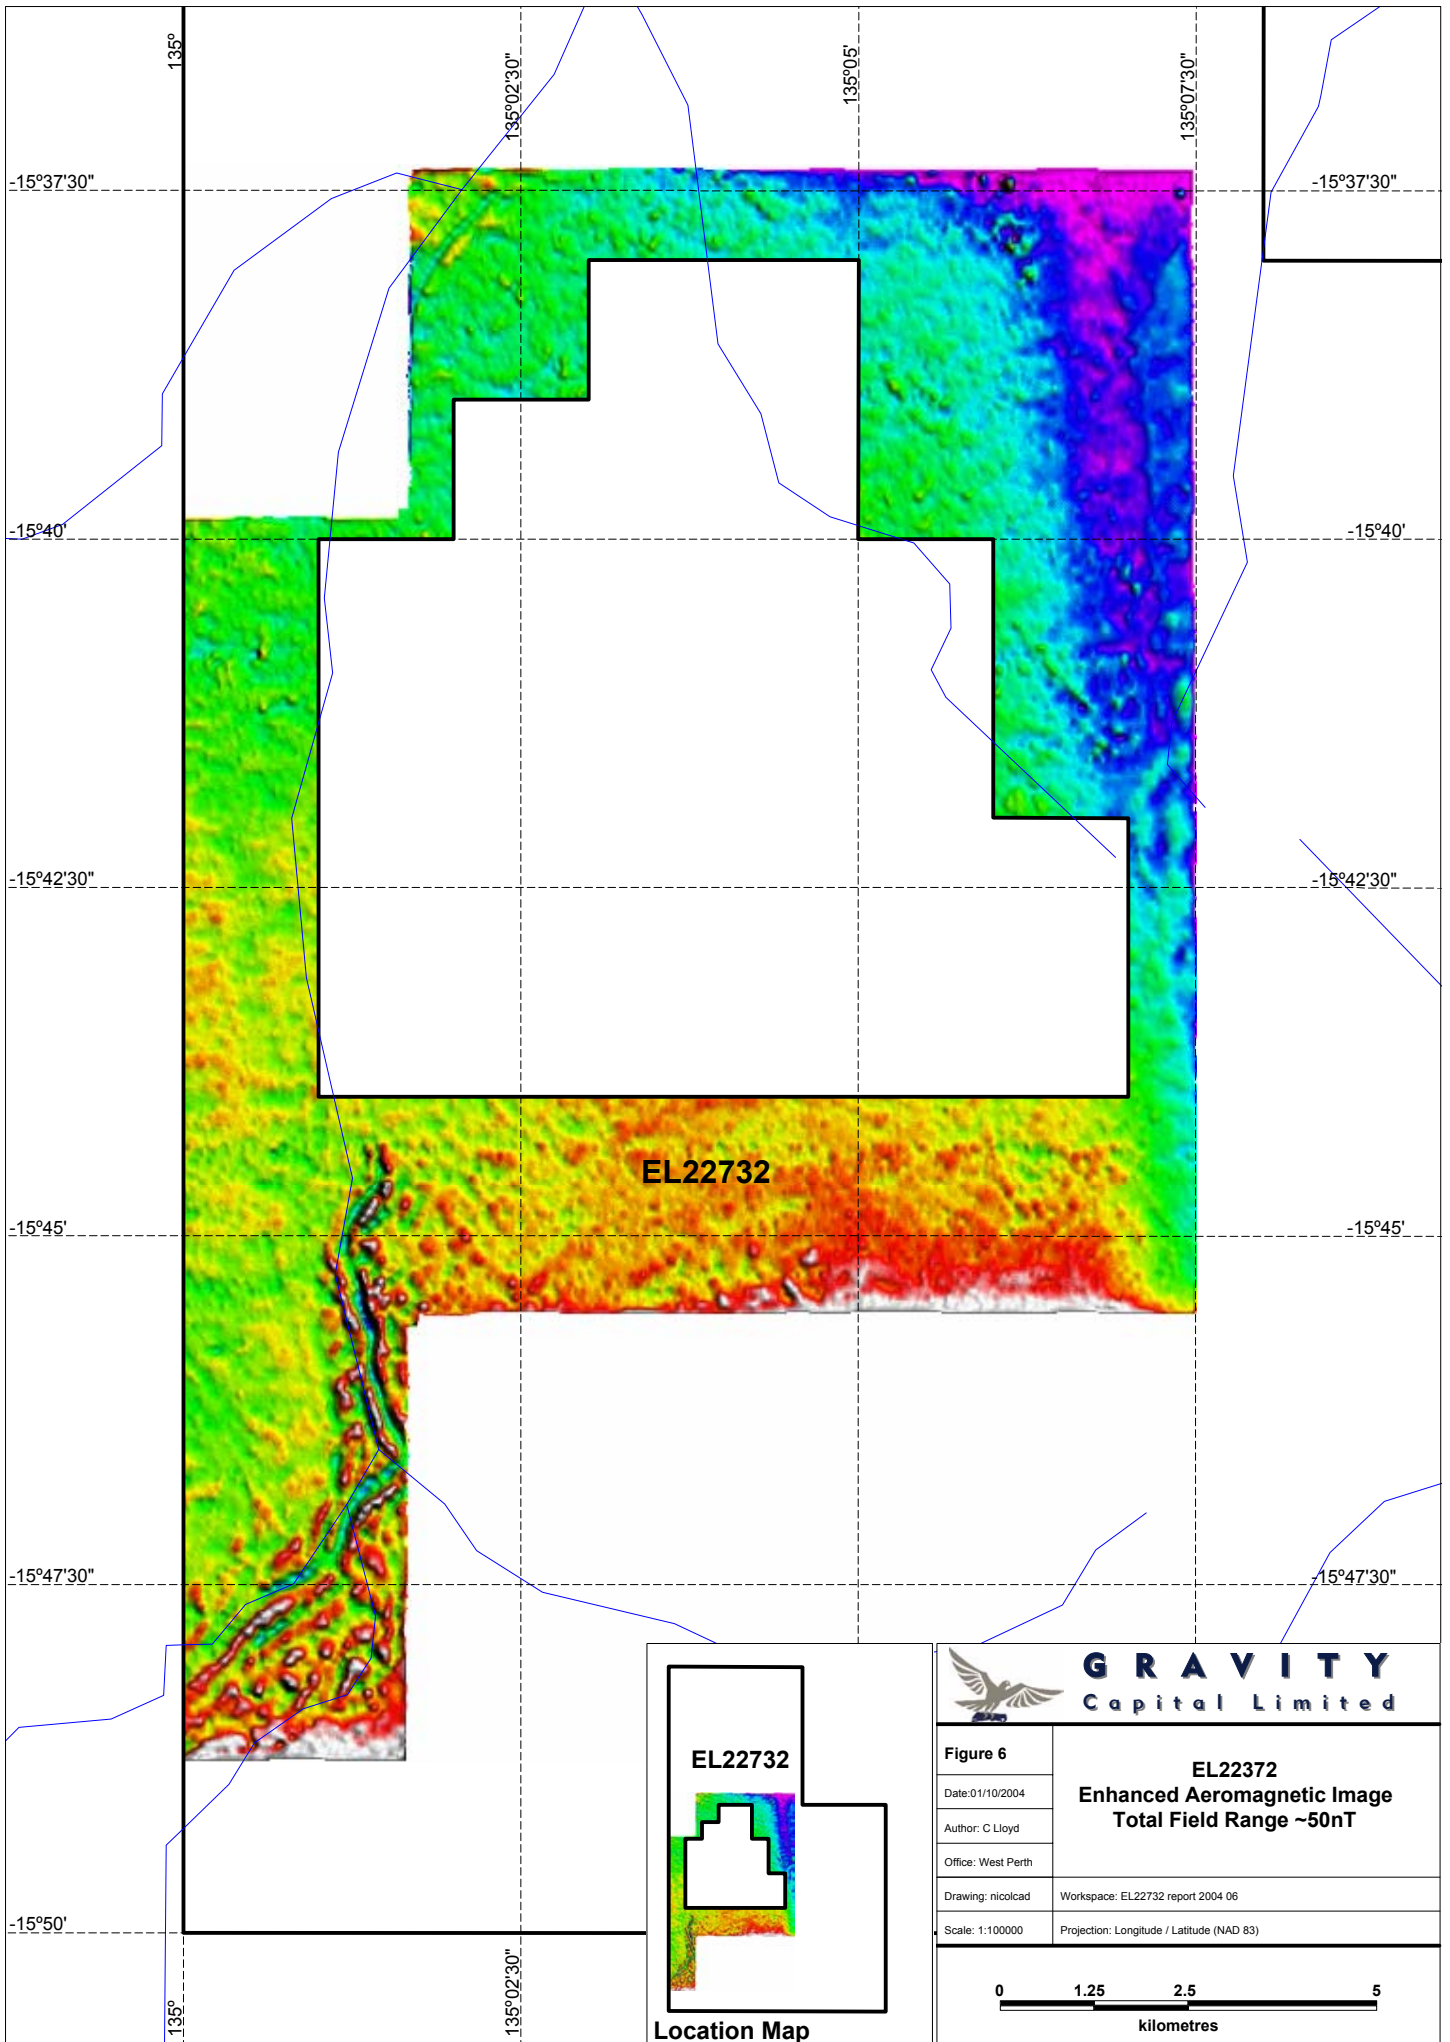 135°
135°02'30"
135°05'
135°07'30"
-15°37'30"
-15°37'30"
-15°40'
-15°40'
-15°42'30"
-15°42'30"
EL22732
-15°45'
-15°45'
-15°47'30"
-15°47'30"
-15°50'
135°
135°02'30"
EL22732
Location Map
GRAVITY
Capital Limited
Figure 6
EL22372
Enhanced Aeromagnetic Image
Total Field Range ~50nT
Date:01/10/2004
Author: C Lloyd
Office: West Perth
Drawing: nicolcad
Workspace: EL22732 report 2004 06
Scale: 1:100000
Projection: Longitude / Latitude (NAD 83)
0 1.25 2.5 5
kilometres